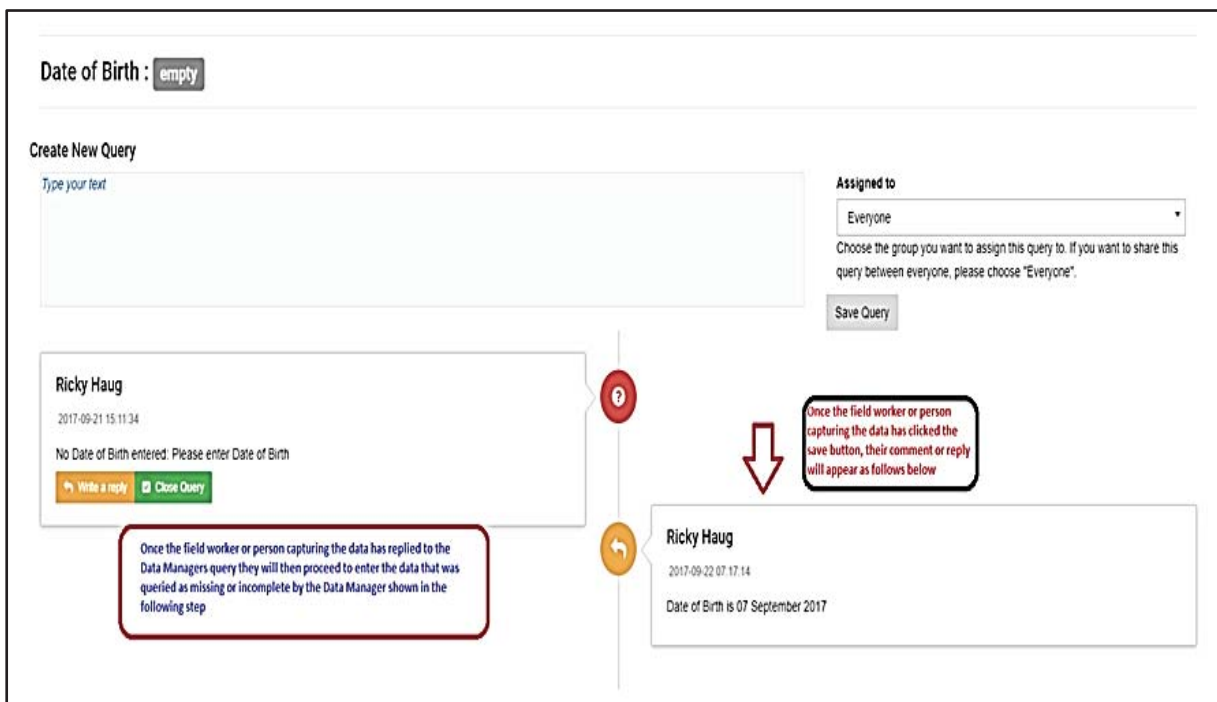 Date of Birth : empty
Create New Query
Type your text
Assigned to
Everyone
Choose the group you want to assign this query to. If you want to share this
query between everyone, please choose "Everyone".
Save Query
Ricky Haug
2017-09-21 15:11:34
No Date of Birth entered: Please enter Date of Birth
Write a reply Close Query
Once the field worker or person
capturing the data has clicked the
save button, their comment or reply
will appear as follows below
Once the field worker or person capturing the data has replied to the
Data Managers query they will then proceed to enter the data that was
queried as missing or incomplete by the Data Manager shown in the
following step
Ricky Haug
2017-09-22 07:17:14
Date of Birth is 07 September 2017